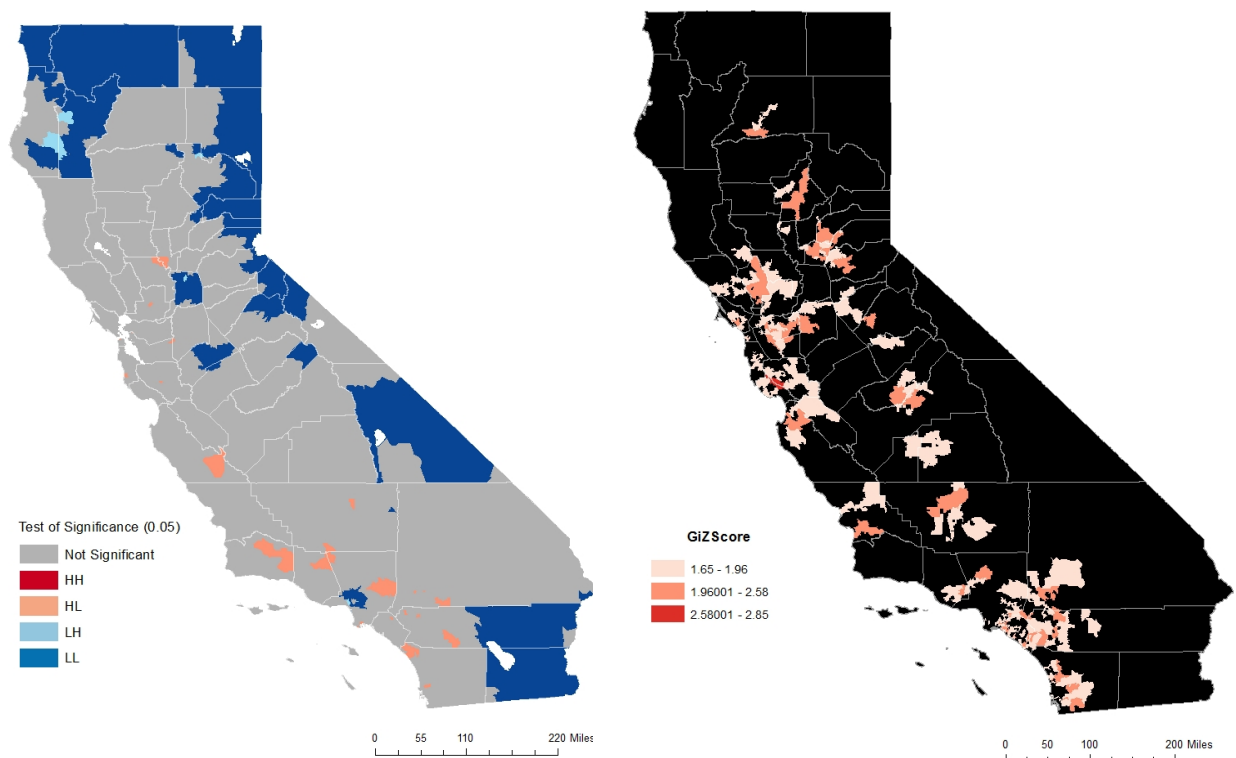 Test of Significance (0.05)
Not Significant
HH
HL
LH
LL
0 55 110 220 Miles
GiZScore
1.65 - 1.96
1.96001 - 2.58
2.58001 - 2.85
0 50 100 200 Miles